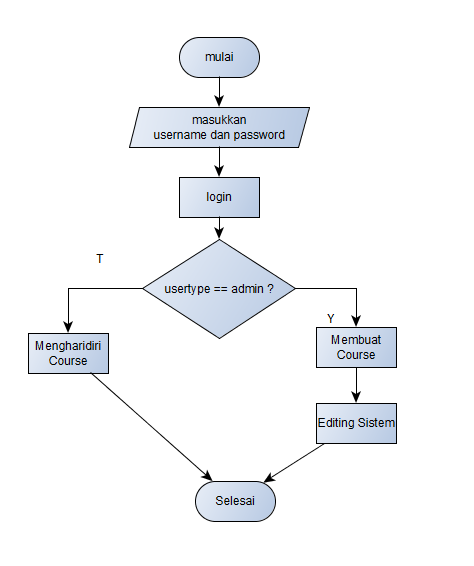 mulai
masukkan
username dan password
login
T
usertype == admin ?
Y
Mengharidiri
Course
Membuat
Course
Editing Sistem
Selesai